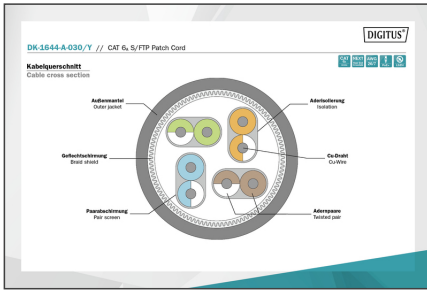 DIGITUS®
DK-1644-A-030/Y // CAT 6A S/FTP Patch Cord
Kabelquerschnitt
Cable cross section
Außenmantel
Outer jacket
Aderisolierung
Isolation
Geflechtschirmung
Braid shield
Cu-Draht
Cu-Wire
Paarabschirmung
Pair screen
Adernpaare
Twisted pair